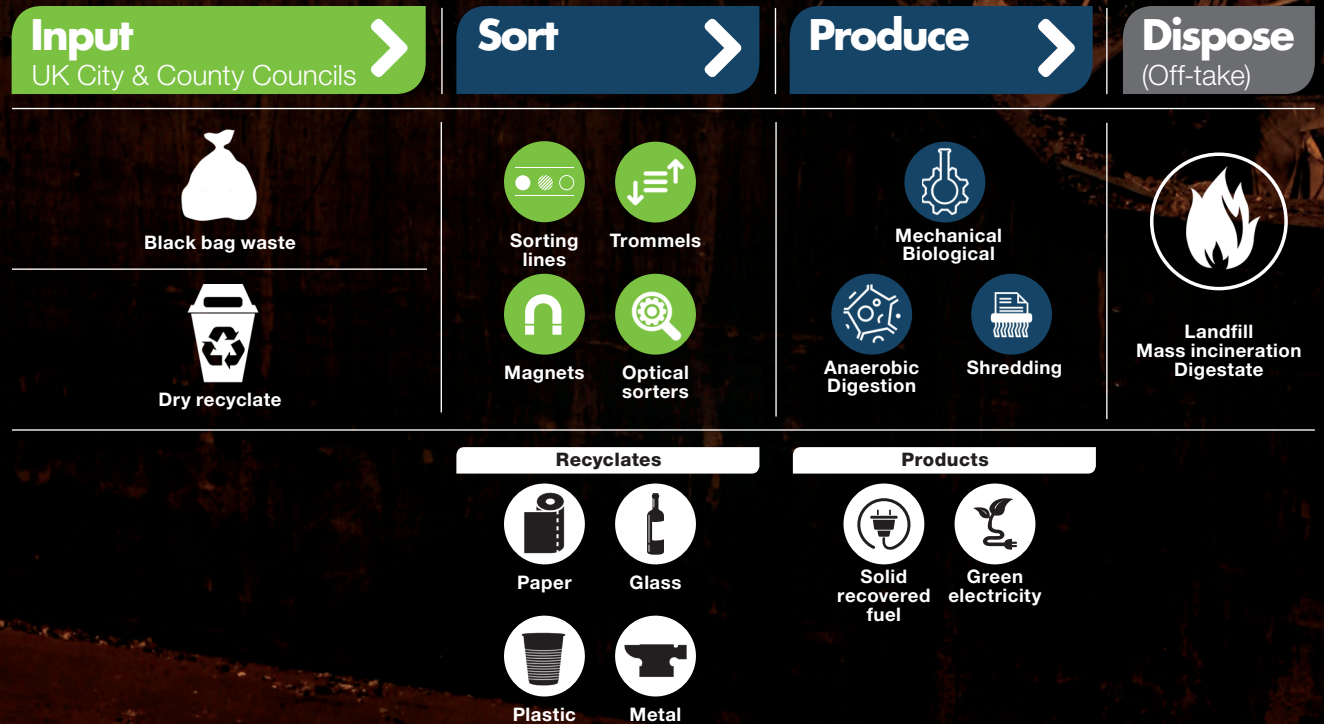 Input
UK City & County Councils
Sort
Produce
Dispose
(Off-take)
Black bag waste
Dry recyclate
Sorting
lines
Trommels
Magnets
Optical
sorters
Mechanical
Biological
Anaerobic
Digestion
Shredding
Landfill
Mass incineration
Digestate
Recyclates
Paper
Glass
Plastic
Metal
Products
Solid
recovered
fuel
Green
electricity